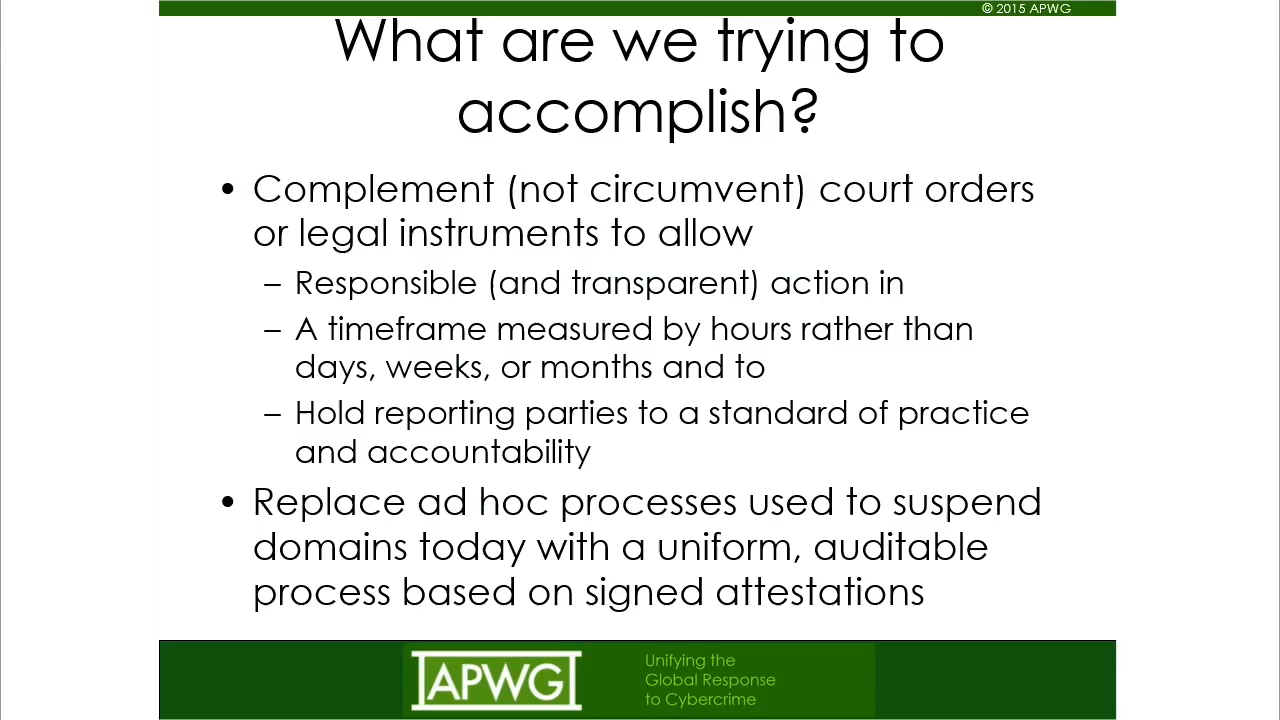 © 2015 APWG
What are we trying to
accomplish?
• Complement (not circumvent) court orders
or legal instruments to allow
– Responsible (and transparent) action in
– A timeframe measured by hours rather than
days, weeks, or months and to
– Hold reporting parties to a standard of practice
and accountability
• Replace ad hoc processes used to suspend
domains today with a uniform, auditable
process based on signed attestations
APWG
Unifying the
Global Response
to Cybercrime